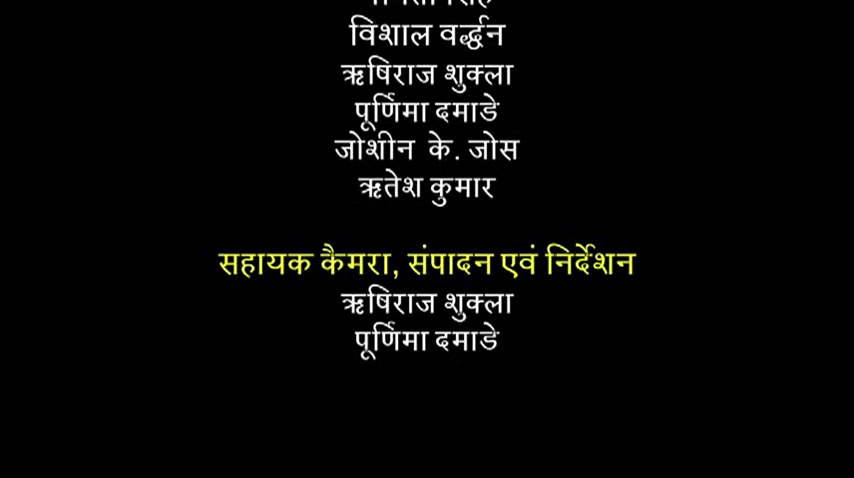 विशाल वर्द्धन
ऋषिराज शुक्ला
पूर्णिमा दमाडे
जोशीन के. जोस
ऋतेश कुमार
सहायक कैमरा, संपादन एवं निर्देशन
ऋषिराज शुक्ला
पूर्णिमा दमाडे